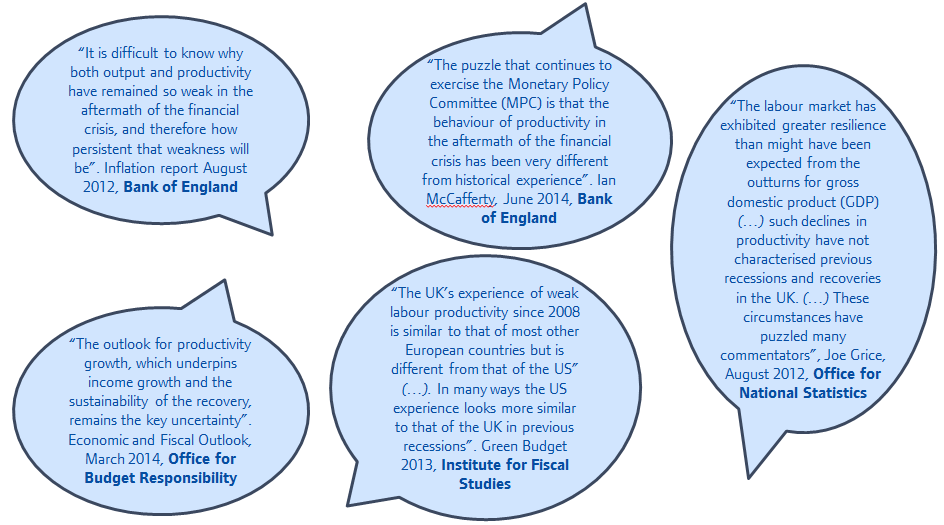 “It is difficult to know why
both output and productivity
have remained so weak in the
aftermath of the financial
crisis, and therefore how
persistent that weakness will
be”. Inflation report August
2012, Bank of England
“The puzzle that continues to
exercise the Monetary Policy
Committee (MPC) is that the
behaviour of productivity in
the aftermath of the financial
crisis has been very different
from historical experience”. Ian
McCafferty, June 2014, Bank
of England
“The labour market has
exhibited greater resilience
than might have been
expected from the
outturns for gross
domestic product (GDP)
(…) such declines in
productivity have not
characterised previous
recessions and recoveries
in the UK. (…) These
circumstances have
puzzled many
commentators”, Joe Grice,
August 2012, Office for
National Statistics
“The outlook for productivity
growth, which underpins
income growth and the
sustainability of the recovery,
remains the key uncertainty”.
Economic and Fiscal Outlook,
March 2014, Office for
Budget Responsibility
“The UK’s experience of weak
labour productivity since 2008
is similar to that of most other
European countries but is
different from that of the US”
(…). In many ways the US
experience looks more similar
to that of the UK in previous
recessions”. Green Budget
2013, Institute for Fiscal
Studies